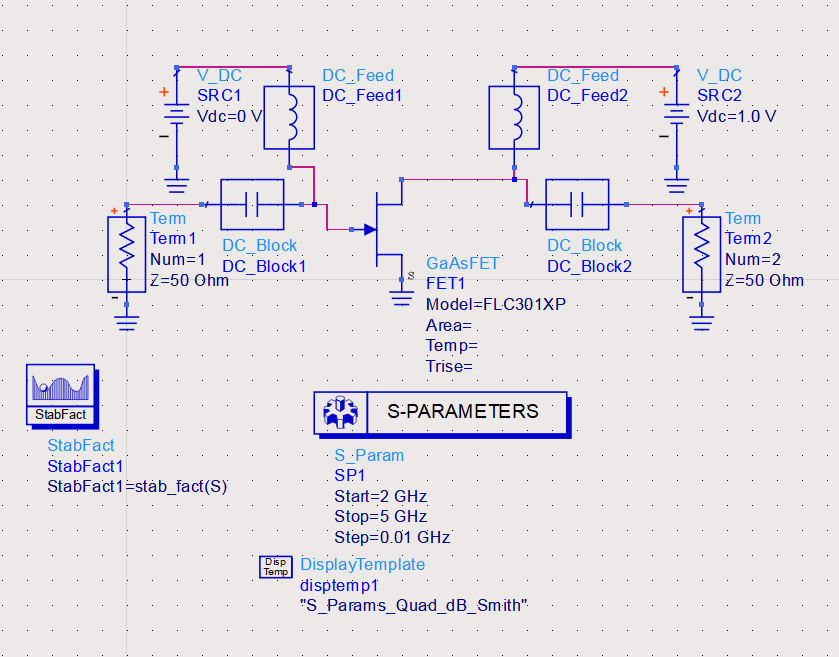 V_DC
SRC1
Vdc=0 V
DC_Feed
DC_Feed1
DC_Feed
DC_Feed2
V_DC
SRC2
Vdc=1.0 V
+
−
+
−
+
Term
Term1
Num=1
Z=50 Ohm
−
DC_Block
DC_Block1
S
GaAsFET
FET1
Model=FLC301XP
Area=
Temp=
Trise=
DC_Block
DC_Block2
+
Term
Term2
Num=2
Z=50 Ohm
−
StabFact
StabFact
StabFact1
StabFact1=stab_fact(S)
S-PARAMETERS
S_Param
SP1
Start=2 GHz
Stop=5 GHz
Step=0.01 GHz
Disp
Temp
DisplayTemplate
disptemp1
"S_Params_Quad_dB_Smith"